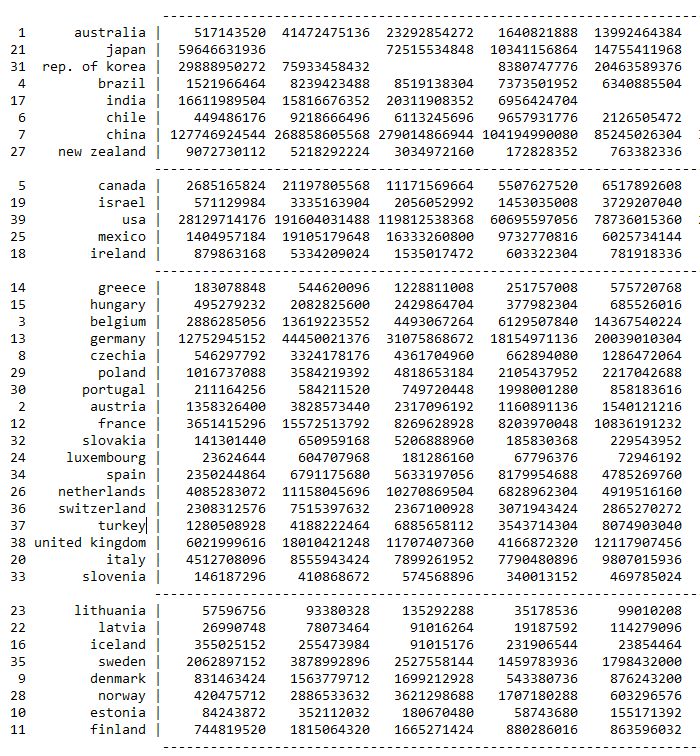 --------------------------------------------------------------------
1 australia | 517143520 41472475136 23292854272 1640821888 13992464384
21 japan | 59646631936 72515534848 10341156864 14755411968
31 rep. of korea | 29888950272 75933458432 8380747776 20463589376
4 brazil | 1521966464 8239423488 8519138304 7373501952 6340885504
17 india | 16611989504 15816676352 20311908352 6956424704
6 chile | 449486176 9218666496 6113245696 9657931776 2126505472
7 china | 127746924544 268858605568 279014866944 104194990080 85245026304
27 new zealand | 9072730112 5218292224 3034972160 172828352 763382336
--------------------------------------------------------------------
5 canada | 2685165824 21197805568 11171569664 5507627520 6517892608
19 israel | 571129984 3335163904 2056052992 1453035008 3729207040
39 usa | 28129714176 191604031488 119812538368 60695597056 78736015360
25 mexico | 1404957184 19105179648 16333260800 9732770816 6025734144
18 ireland | 879863168 5334209024 1535017472 603322304 781918336
--------------------------------------------------------------------
14 greece | 183078848 544620096 1228811008 251757008 575720768
15 hungary | 495279232 2082825600 2429864704 377982304 685526016
3 belgium | 2886285056 13619223552 4493067264 6129507840 14367540224
13 germany | 12752945152 44450021376 31075868672 18154971136 20039010304
8 czechia | 546297792 3324178176 4361704960 662894080 1286472064
29 poland | 1016737088 3584219392 4818653184 2105437952 2217042688
30 portugal | 211164256 584211520 749720448 1998001280 858183616
2 austria | 1358326400 3828573440 2317096192 1160891136 1540121216
12 france | 3651415296 15572513792 8269628928 8203970048 10836191232
32 slovakia | 141301440 650959168 5206888960 185830368 229543952
24 luxembourg | 23624644 604707968 181286160 67796376 72946192
34 spain | 2350244864 6791175680 5633197056 8179954688 4785269760
26 netherlands | 4085283072 11158045696 10270869504 6828962304 4919516160
36 switzerland | 2308312576 7515397632 2367100928 3071943424 2865270272
37 turkey | 1280508928 4188222464 6885658112 3543714304 8074903040
38 united kingdom | 6021999616 18010421248 11707407360 4166872320 12117907456
20 italy | 4512708096 8555943424 7899261952 7790480896 9807015936
33 slovenia | 146187296 410868672 574568896 340013152 469785024
--------------------------------------------------------------------
23 lithuania | 57596756 93380328 135292288 35178536 99010208
22 latvia | 26990748 78073464 91016264 19187592 114279096
16 iceland | 355025152 255473984 91015176 231906544 23854464
35 sweden | 2062897152 3878992896 2527558144 1459783936 1798432000
9 denmark | 831463424 1563779712 1699212928 543380736 876243200
28 norway | 420475712 2886533632 3621298688 1707180288 603296576
10 estonia | 84243872 352112032 180670480 58743680 155171392
11 finland | 744819520 1815064320 1665271424 880286016 863596032
--------------------------------------------------------------------